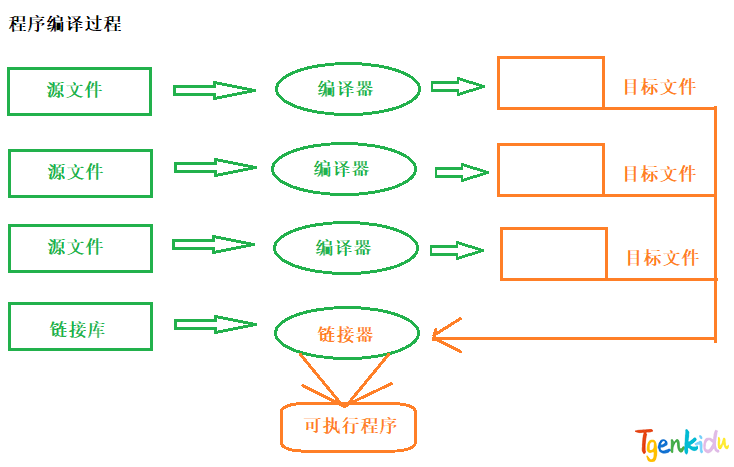 程序编译过程
源文件 编译器 目标文件
源文件 编译器 目标文件
源文件 编译器 目标文件
链接库 链接器
可执行程序
Tgenkidu